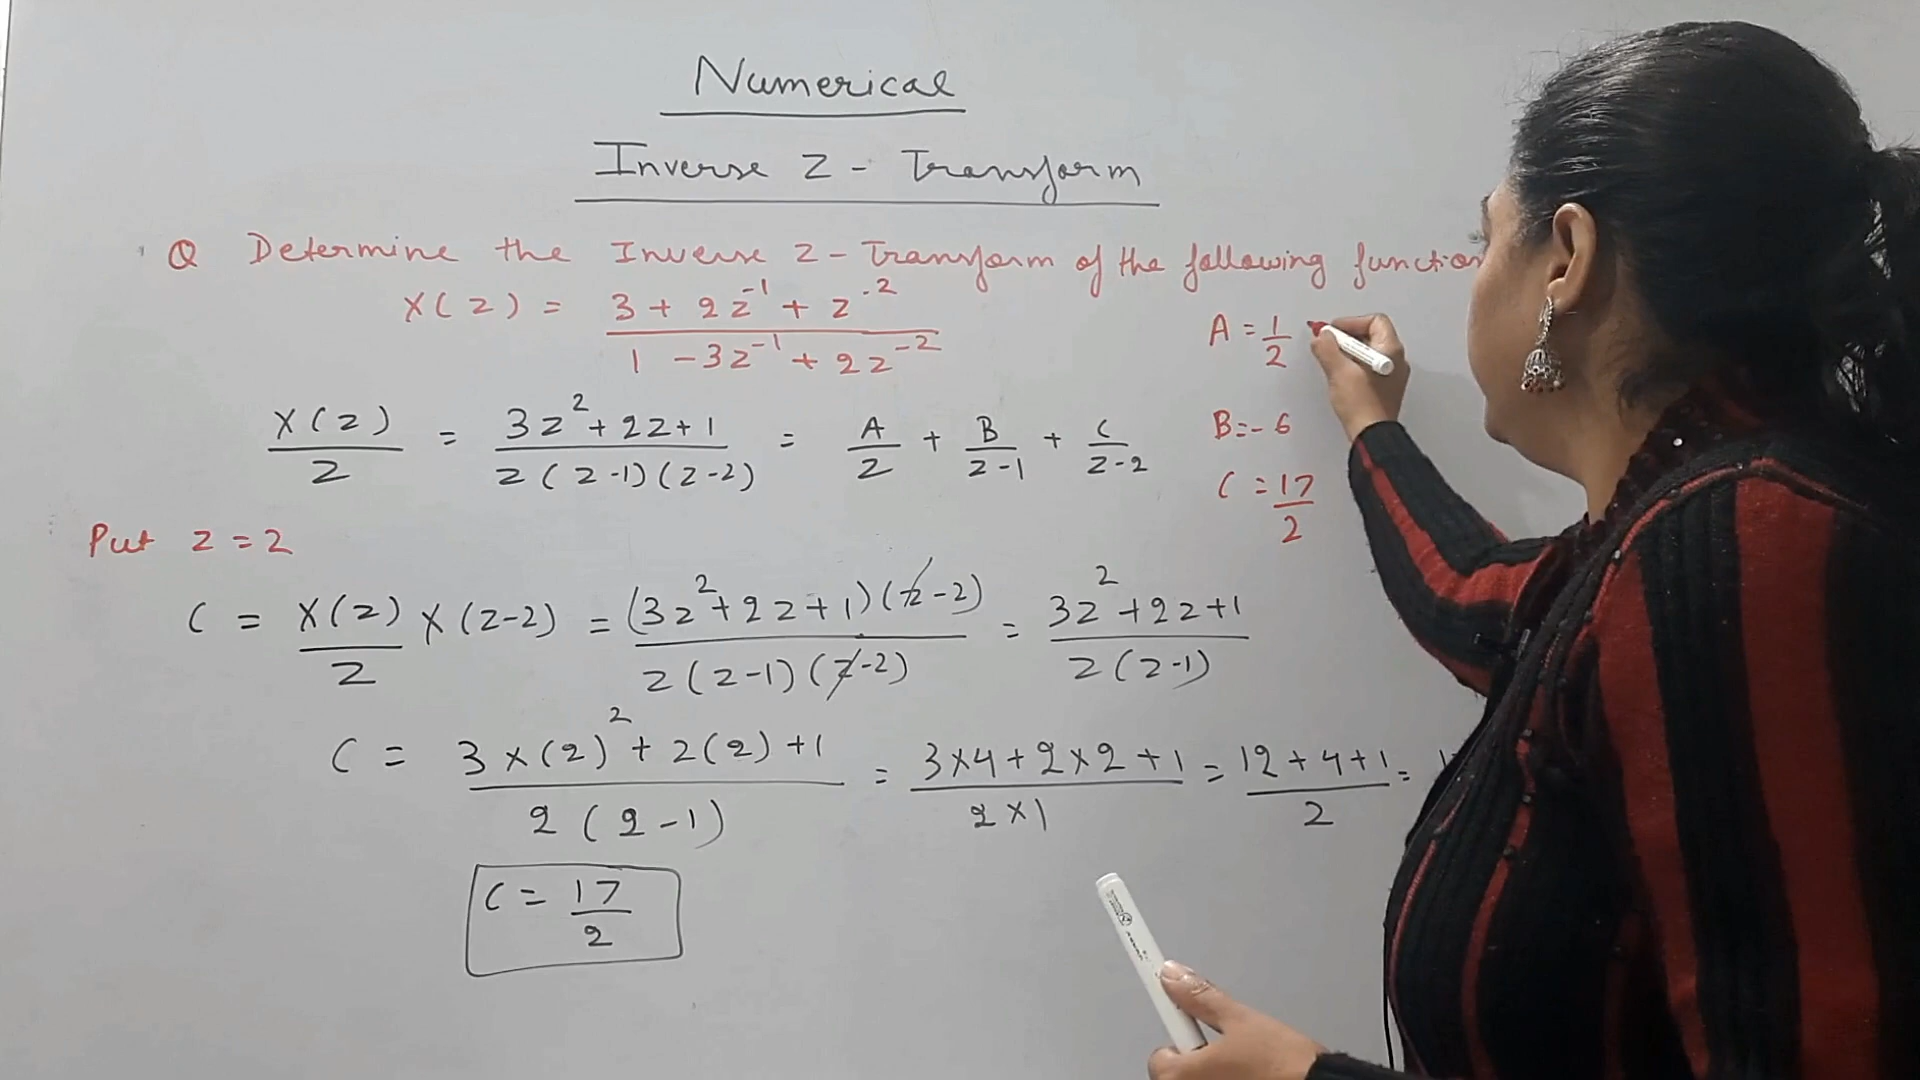 Numerical
Inverse Z - Transform
Q Determine the Inverse Z - Transform of the following function
X(Z) = (3 + 2z⁻¹ + z⁻²) / (1 - 3z⁻¹ + 2z⁻²)
A = 1/2
X(Z)/Z = (3z² + 2z + 1) / (z(z-1)(z-2)) = A/Z + B/(Z-1) + C/(Z-2)
B = -6
C = 17/2
Put Z = 2
C = X(Z)/Z × (Z-2) = (3z² + 2z + 1)(z-2) / (z(z-1)(z-2)) = (3z² + 2z + 1) / (z(z-1))
C = (3×(2)² + 2(2) + 1) / (2(2-1)) = (3×4 + 2×2 + 1) / (2×1) = (12 + 4 + 1) / 2 =
C = 17/2